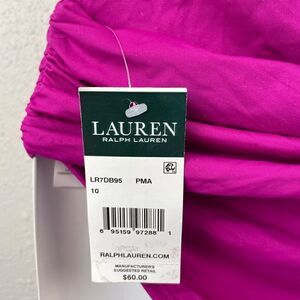 LAUREN
RALPH LAUREN
LR7DB95 PMA
10
6 95159 97288 1
RALPHLAUREN.COM
MANUFACTURER'S
SUGGESTED RETAIL
$60.00